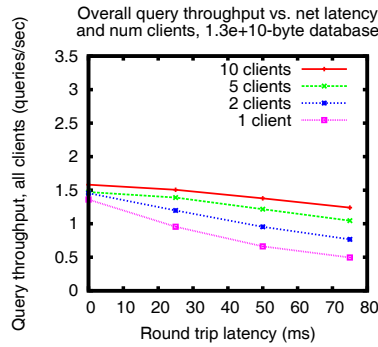 Overall query throughput vs. net latency
and num clients, 1.3e+10-byte database
Query throughput, all clients (queries/sec)
3.5
3
2.5
2
1.5
1
0.5
0
10 clients
5 clients
2 clients
1 client
0 10 20 30 40 50 60 70 80
Round trip latency (ms)